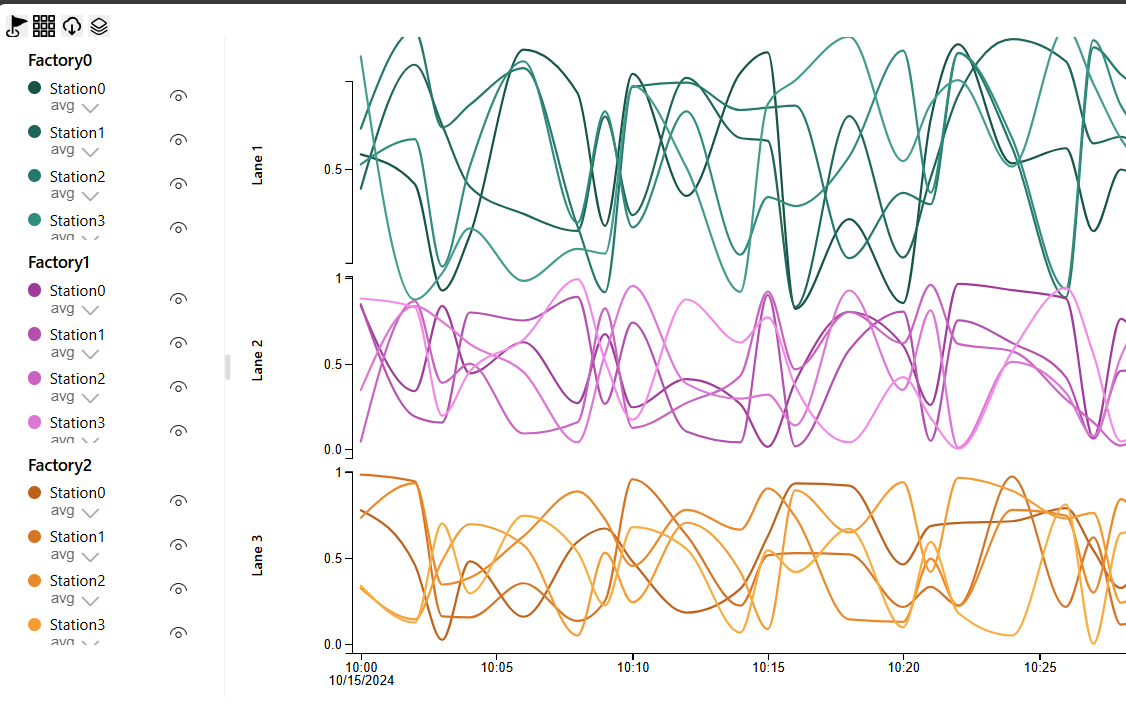 Factory0
Station0
avg
Station1
avg
Station2
avg
Station3
avg
Factory1
Station0
avg
Station1
avg
Station2
avg
Station3
avg
Factory2
Station0
avg
Station1
avg
Station2
avg
Station3
avg
Lane 1
0.5
Lane 2
1
0.5
0.0
Lane 3
1
0.5
0.0
10:00 10:05 10:10 10:15 10:20 10:25
10/15/2024